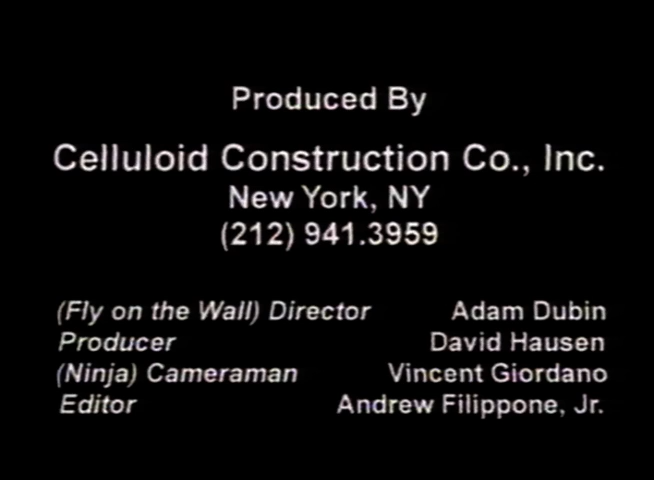 Produced By
Celluloid Construction Co., Inc.
New York, NY
(212) 941.3959
(Fly on the Wall) Director Adam Dubin
Producer David Hausen
(Ninja) Cameraman Vincent Giordano
Editor Andrew Filippone, Jr.